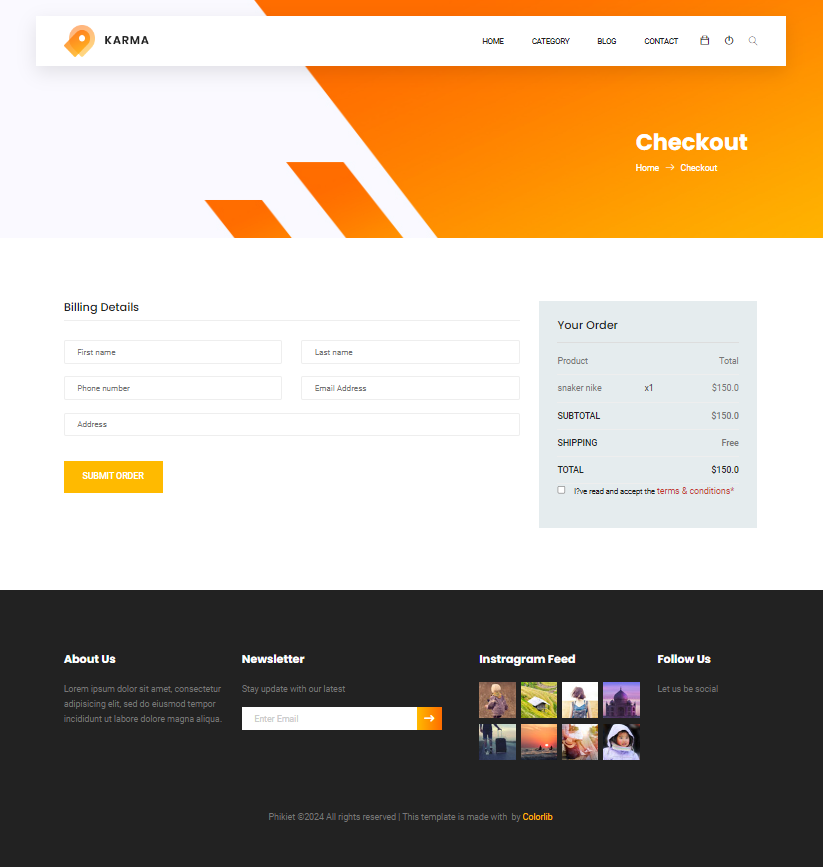 KARMA
HOME CATEGORY BLOG CONTACT
Checkout
Home → Checkout
Billing Details
First name Last name
Phone number Email Address
Address
SUBMIT ORDER
Your Order
Product Total
snaker nike x1 $150.0
SUBTOTAL $150.0
SHIPPING Free
TOTAL $150.0
I?ve read and accept the terms & conditions*
About Us
Lorem ipsum dolor sit amet, consectetur
adipisicing elit, sed do eiusmod tempor
incididunt ut labore dolore magna aliqua.
Newsletter
Stay update with our latest
Enter Email
Instragram Feed
Follow Us
Let us be social
Phikiet ©2024 All rights reserved | This template is made with by Colorlib